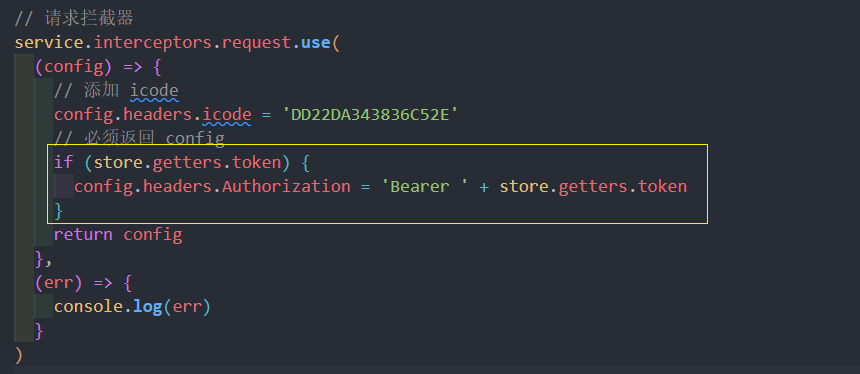 // 请求拦截器
service.interceptors.request.use(
(config) => {
// 添加 icode
config.headers.icode = 'DD22DA343836C52E'
// 必须返回 config
if (store.getters.token) {
config.headers.Authorization = 'Bearer ' + store.getters.token
}
return config
},
(err) => {
console.log(err)
}
)